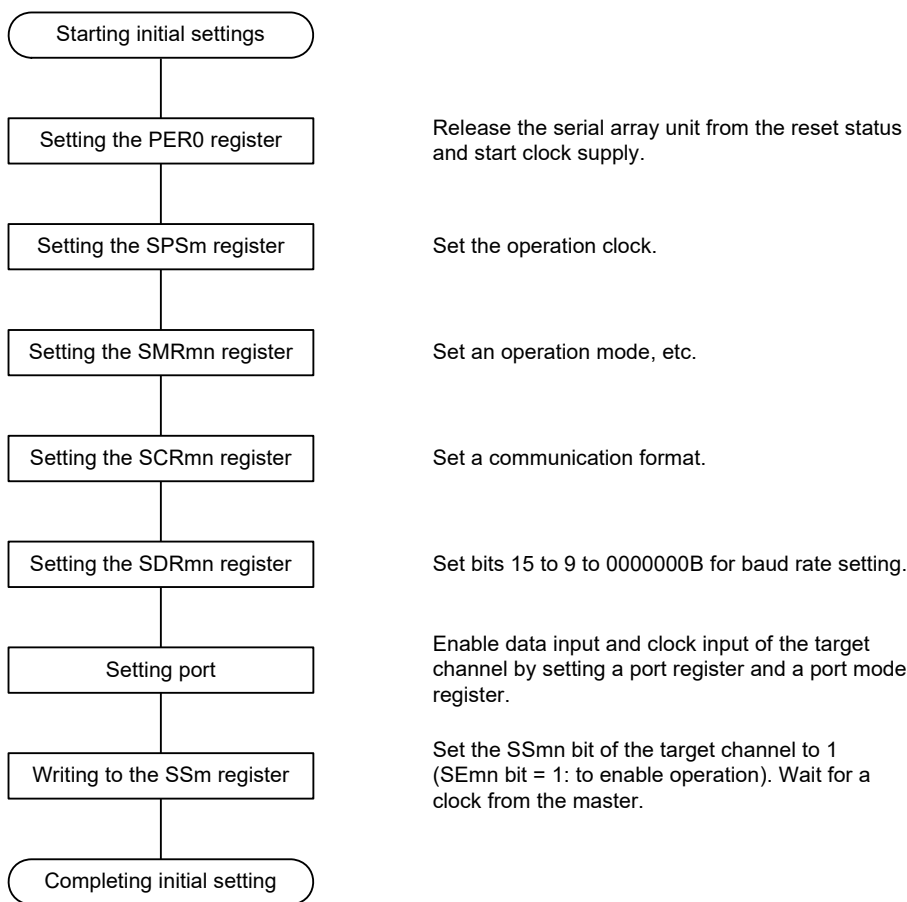 Starting initial settings
Setting the PER0 register
Release the serial array unit from the reset status
and start clock supply.
Setting the SPSm register
Set the operation clock.
Setting the SMRmn register
Set an operation mode, etc.
Setting the SCRmn register
Set a communication format.
Setting the SDRmn register
Set bits 15 to 9 to 0000000B for baud rate setting.
Setting port
Enable data input and clock input of the target
channel by setting a port register and a port mode
register.
Writing to the SSm register
Set the SSmn bit of the target channel to 1
(SEmn bit = 1: to enable operation). Wait for a
clock from the master.
Completing initial setting